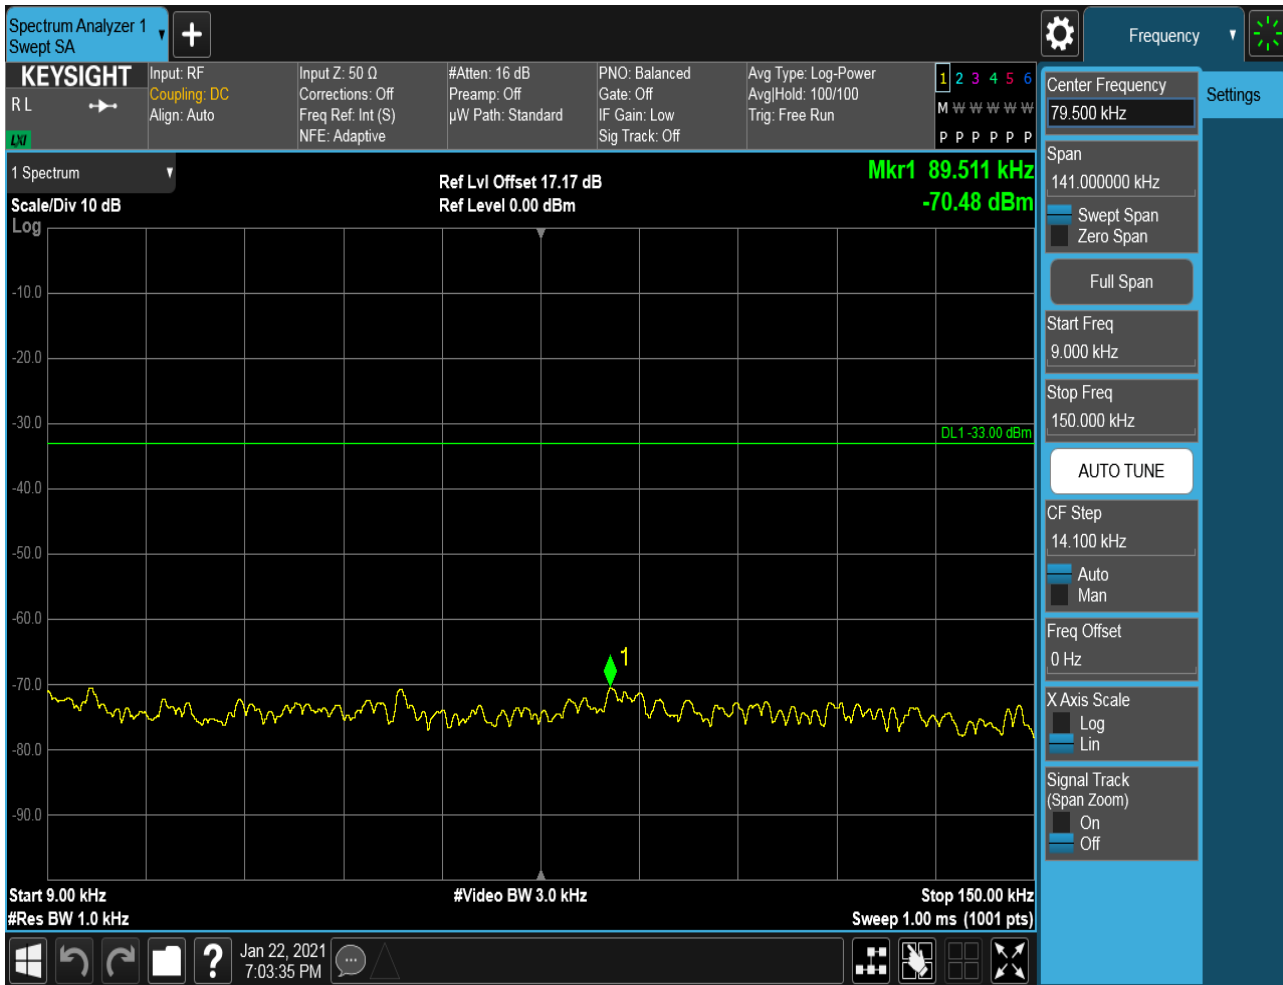 Spectrum Analyzer 1
Swept SA
Frequency
KEYSIGHT
R L
LXI
Input: RF
Coupling: DC
Align: Auto
Input Z: 50 Ω
Corrections: Off
Freq Ref: Int (S)
NFE: Adaptive
#Atten: 16 dB
Preamp: Off
µW Path: Standard
PNO: Balanced
Gate: Off
IF Gain: Low
Sig Track: Off
Avg Type: Log-Power
Avg|Hold: 100/100
Trig: Free Run
1 2 3 4 5 6
M W W W W W
P P P P P P
1 Spectrum
Scale/Div 10 dB
Log
Ref Lvl Offset 17.17 dB
Ref Level 0.00 dBm
Mkr1 89.511 kHz
-70.48 dBm
-10.0
-20.0
-30.0
DL1 -33.00 dBm
-40.0
-50.0
-60.0
1
-70.0
-80.0
-90.0
Start 9.00 kHz
#Video BW 3.0 kHz
Stop 150.00 kHz
#Res BW 1.0 kHz
Sweep 1.00 ms (1001 pts)
Jan 22, 2021
7:03:35 PM
Center Frequency
79.500 kHz
Settings
Span
141.000000 kHz
Swept Span
Zero Span
Full Span
Start Freq
9.000 kHz
Stop Freq
150.000 kHz
AUTO TUNE
CF Step
14.100 kHz
Auto
Man
Freq Offset
0 Hz
X Axis Scale
Log
Lin
Signal Track
(Span Zoom)
On
Off